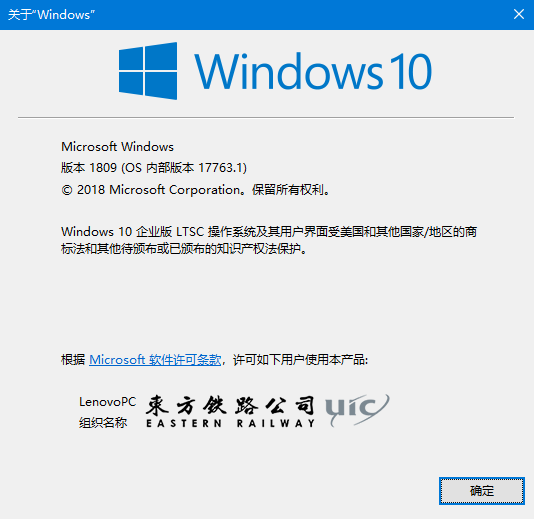 关于“Windows”
Windows 10
Microsoft Windows
版本 1809 (OS 内部版本 17763.1)
© 2018 Microsoft Corporation。保留所有权利。
Windows 10 企业版 LTSC 操作系统及其用户界面受美国和其他国家/地区的商
标法和其他待颁布或已颁布的知识产权法保护。
根据 Microsoft 软件许可条款，许可如下用户使用本产品:
LenovoPC
组织名称
東方鉄路公司
EASTERN RAILWAY
uic
确定